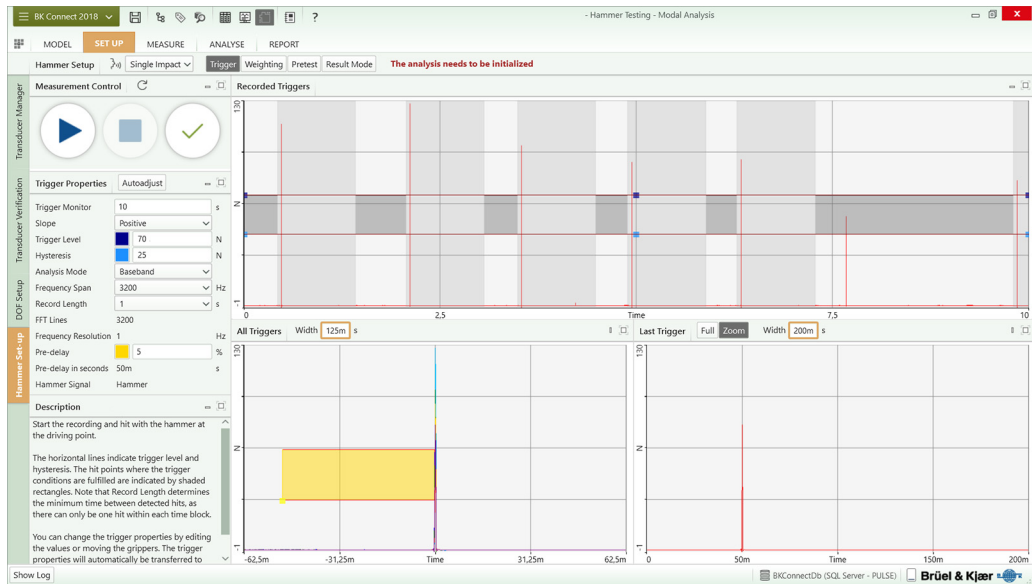 BK Connect 2018
?
- Hammer Testing - Modal Analysis
x
MODEL SET UP MEASURE ANALYSE REPORT
Hammer Setup Single Impact Trigger Weighting Pretest Result Mode The analysis needs to be initialized
Transducer Manager
Transducer Verification
DOF Setup
Hammer Set-up
Measurement Control
Trigger Properties Autoadjust
Trigger Monitor 10 s
Slope Positive
Trigger Level 70 N
Hysteresis 25 N
Analysis Mode Baseband
Frequency Span 3200 Hz
Record Length 1 s
FFT Lines 3200
Frequency Resolution 1 Hz
Pre-delay 5 %
Pre-delay in seconds 50m s
Hammer Signal Hammer
Description
Start the recording and hit with the hammer at
the driving point.
The horizontal lines indicate trigger level and
hysteresis. The hit points where the trigger
conditions are fulfilled are indicated by shaded
rectangles. Note that Record Length determines
the minimum time between detected hits, as
there can only be one hit within each time block.
You can change the trigger properties by editing
the values or moving the grippers. The trigger
properties will automatically be transferred to
Recorded Triggers
130
N
-1
0 2,5 Time 7,5 10
All Triggers Width 125m s
130
N
-1
-62,5m -31,25m Time 31,25m 62,5m
Last Trigger Full Zoom Width 200m s
130
N
-1
0 50m Time 150m 200m
Show Log
BKConnectDb (SQL Server - PULSE)
Brüel & Kjær